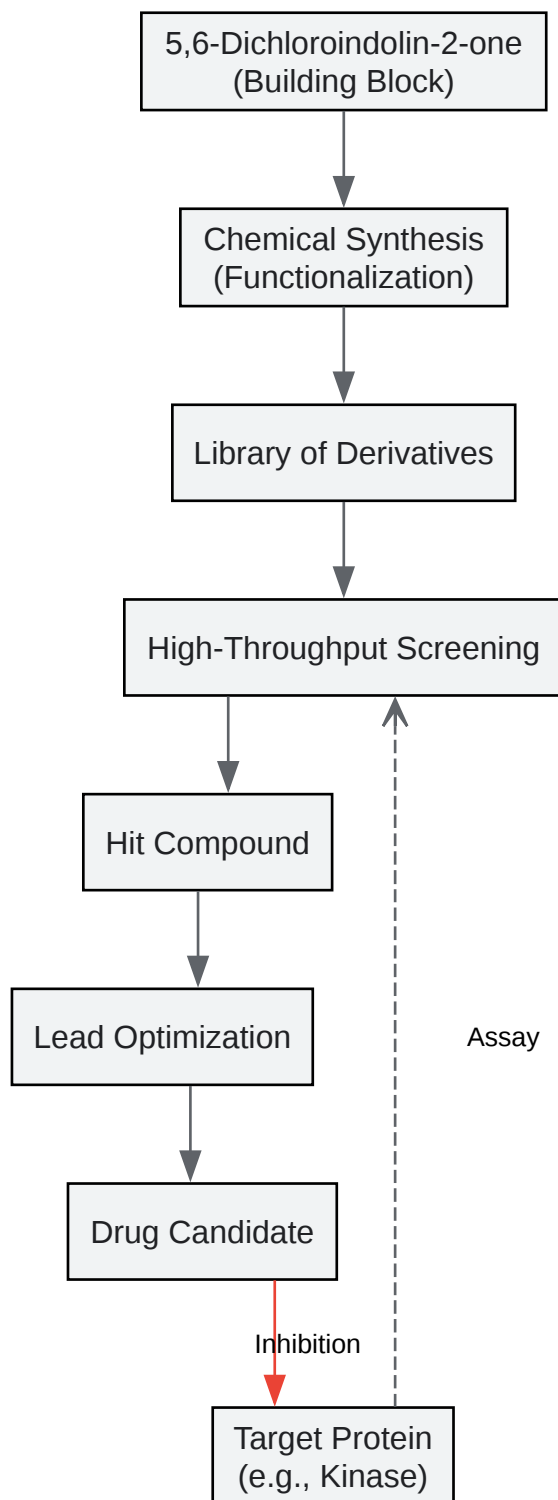 5,6-Dichloroindolin-2-one
(Building Block)
Chemical Synthesis
(Functionalization)
Library of Derivatives
High-Throughput Screening
Hit Compound
Lead Optimization
Assay
Drug Candidate
Inhibition
Target Protein
(e.g., Kinase)